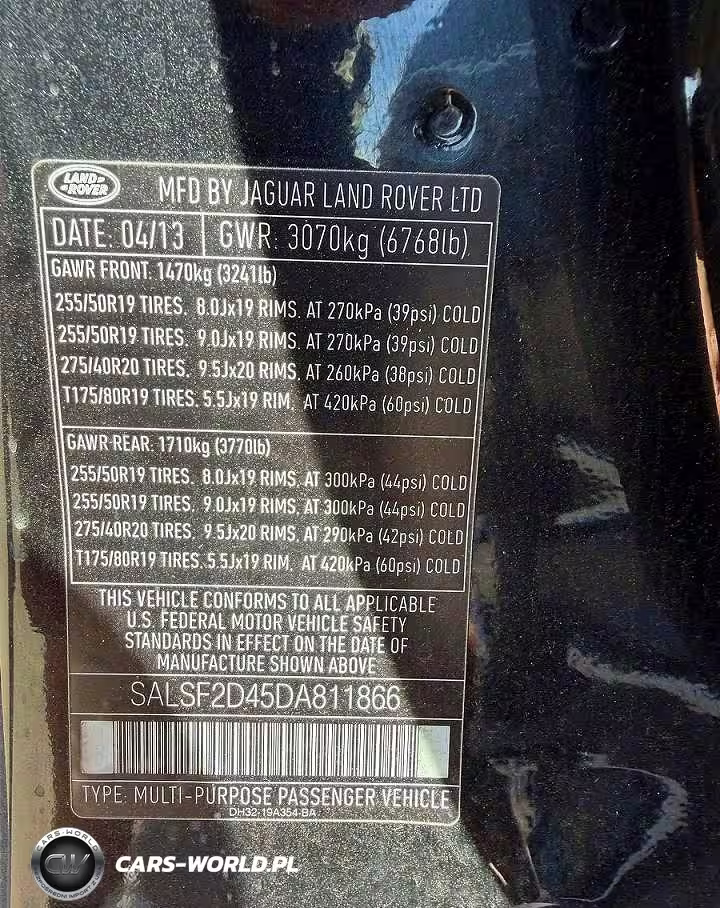 LAND-
-ROVER
MFD BY JAGUAR LAND ROVER LTD
DATE: 04/13 GWR: 3070kg (6768lb)
GAWR FRONT: 1470kg (3241lb)
255/50R19 TIRES, 8.0Jx19 RIMS, AT 270kPa (39psi) COLD
255/50R19 TIRES, 9.0Jx19 RIMS, AT 270kPa (39psi) COLD
275/40R20 TIRES, 9.5Jx20 RIMS, AT 260kPa (38psi) COLD
T175/80R19 TIRES, 5.5Jx19 RIM, AT 420kPa (60psi) COLD
GAWR REAR: 1710kg (3770lb)
255/50R19 TIRES, 8.0Jx19 RIMS, AT 300kPa (44psi) COLD
255/50R19 TIRES, 9.0Jx19 RIMS, AT 300kPa (44psi) COLD
275/40R20 TIRES, 9.5Jx20 RIMS, AT 290kPa (42psi) COLD
T175/80R19 TIRES, 5.5Jx19 RIM, AT 420kPa (60psi) COLD
THIS VEHICLE CONFORMS TO ALL APPLICABLE
U.S. FEDERAL MOTOR VEHICLE SAFETY
STANDARDS IN EFFECT ON THE DATE OF
MANUFACTURE SHOWN ABOVE
SALSF2D45DA811866
TYPE: MULTI-PURPOSE PASSENGER VEHICLE
DH32-19A354-BA
CARS-WORLD
CW
CARS-WORLD.PL